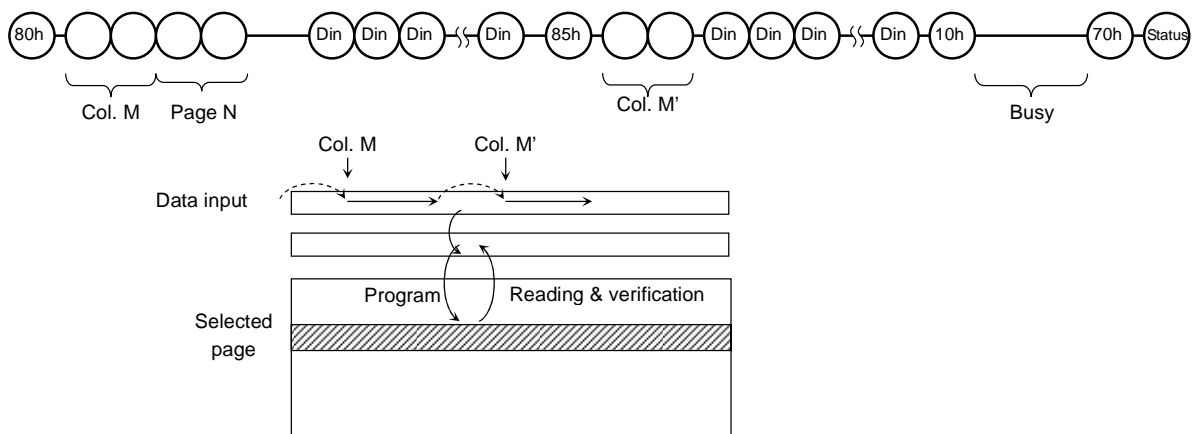 80h Din Din Din Din 85h Din Din Din Din 10h 70h Status
Col. M Page N Col. M’ Busy
Col. M Col. M’
Data input
Program Reading & verification
Selected
page